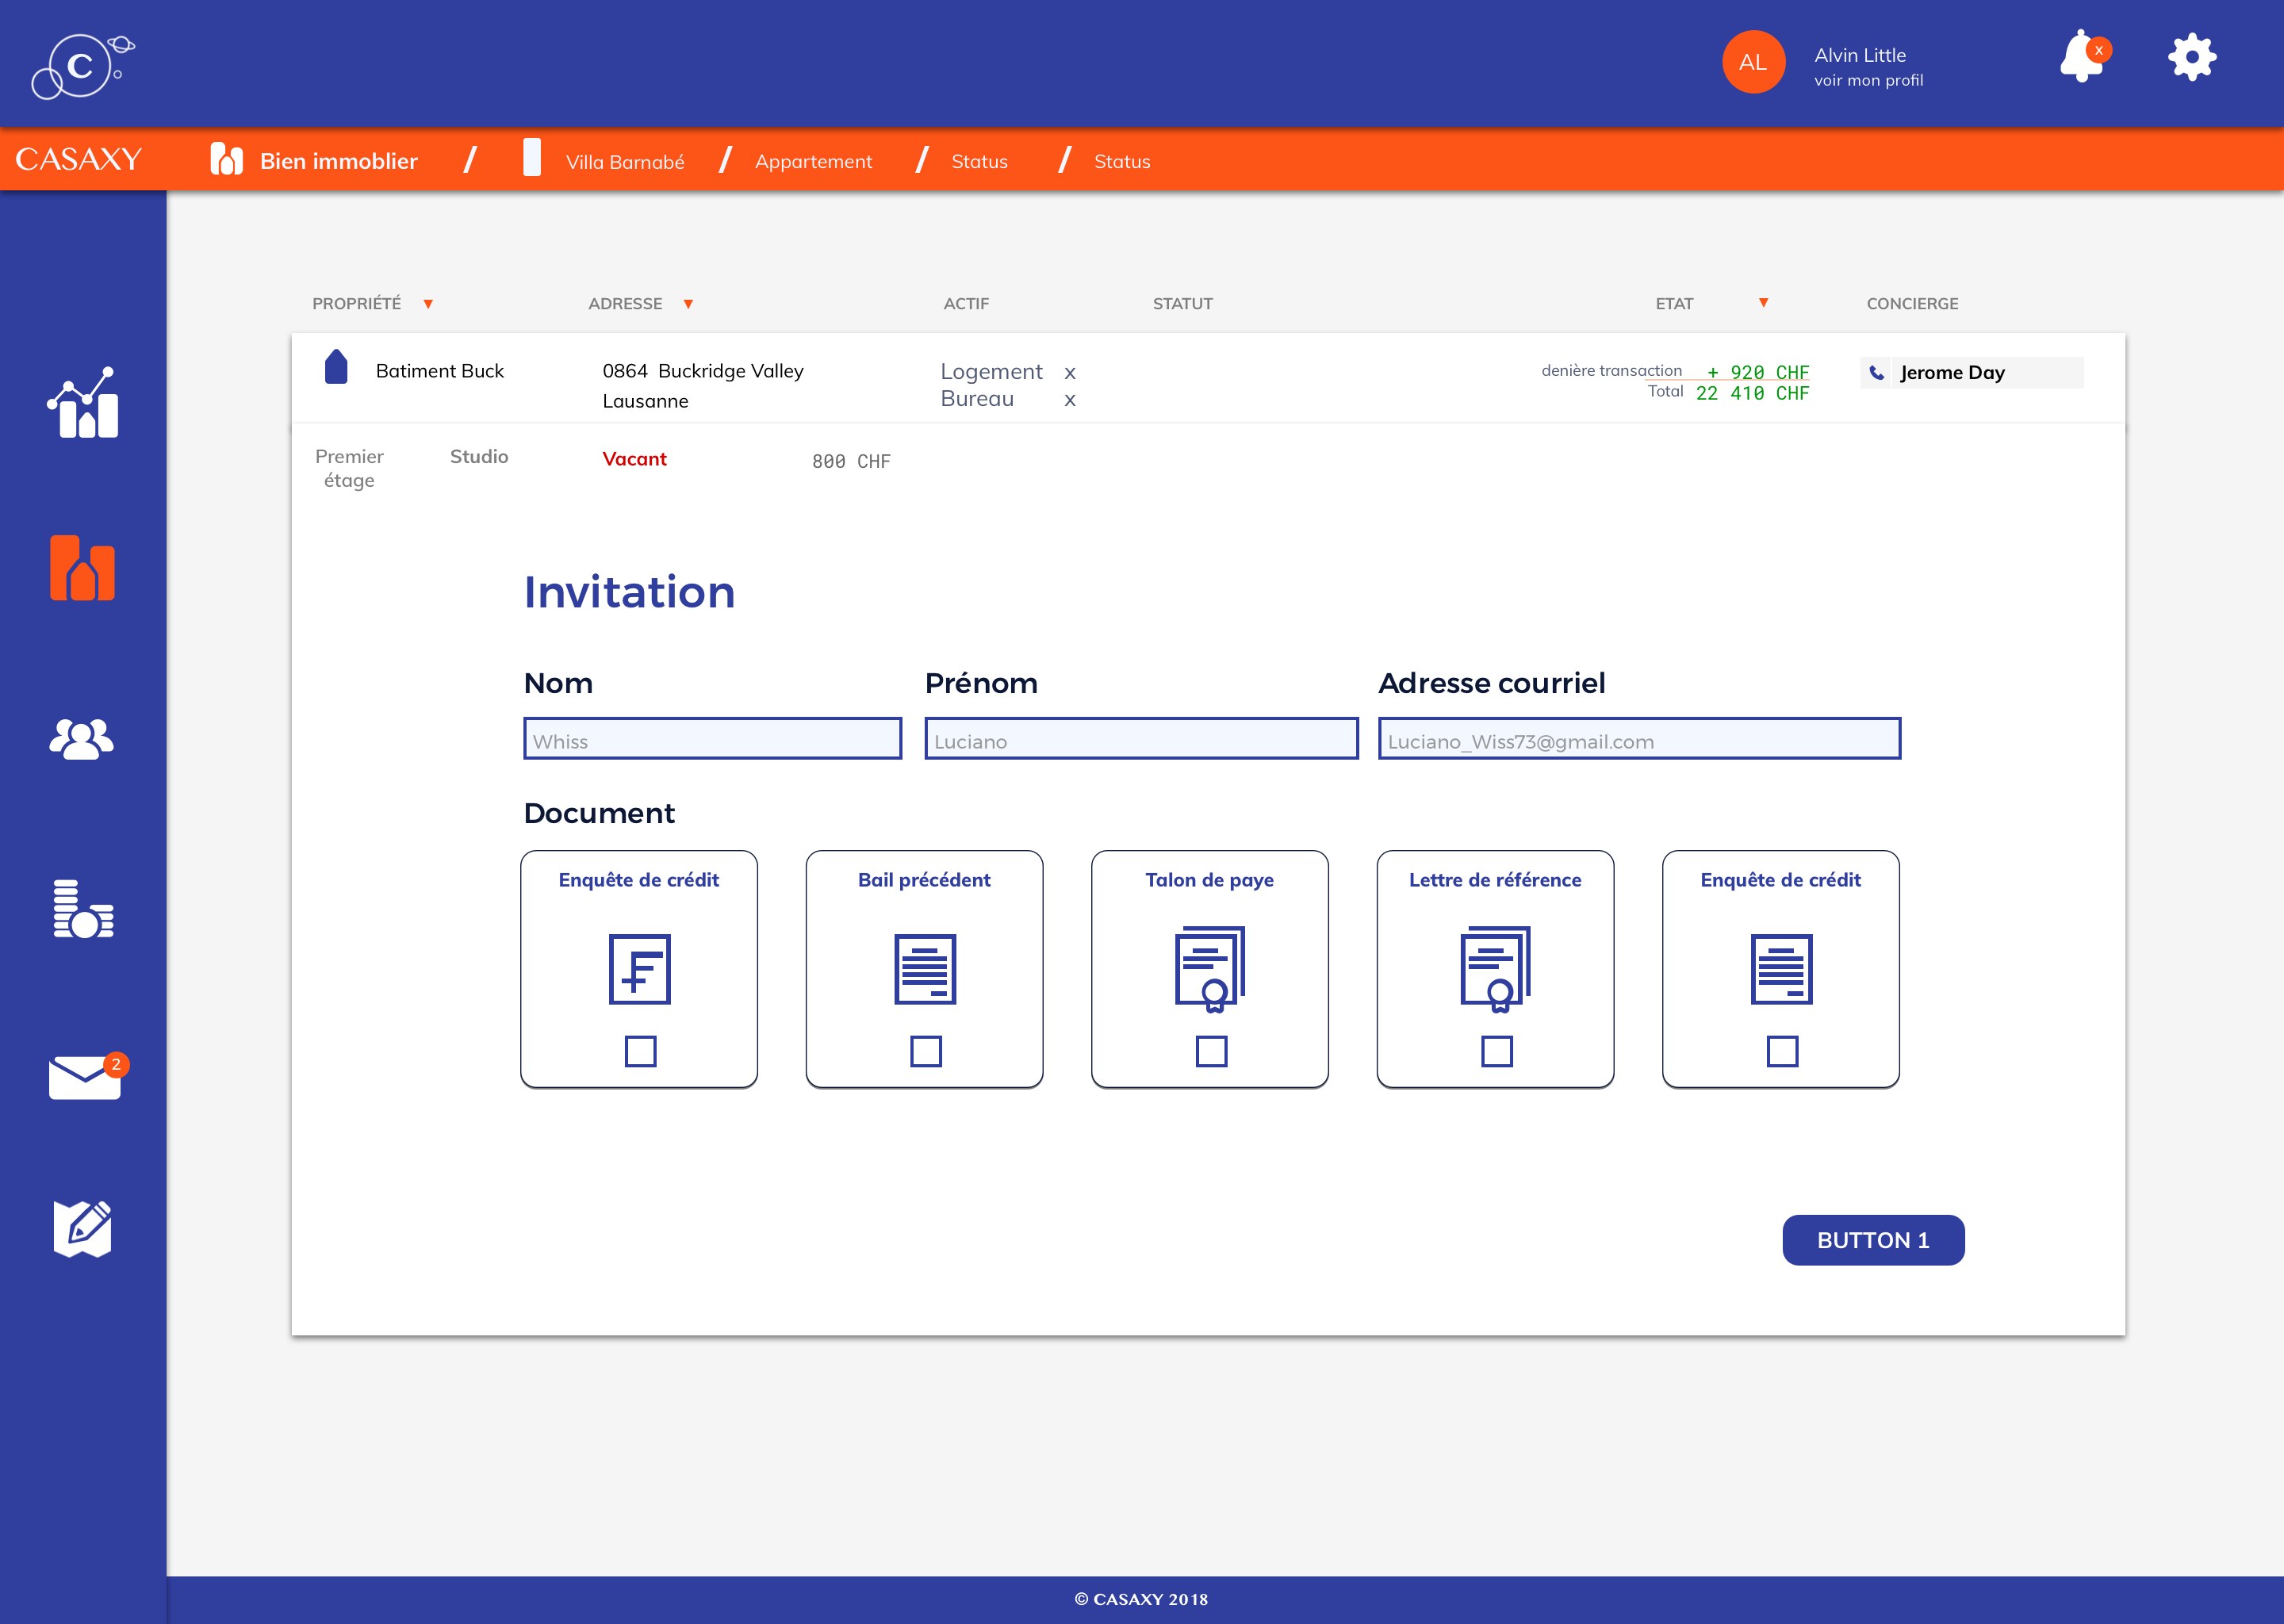 C
AL
Alvin Little
voir mon profil
x
CASAXY
Bien immoblier / Villa Barnabé / Appartement / Status / Status
PROPRIÉTÉ ▼ ADRESSE ▼ ACTIF STATUT ETAT ▼ CONCIERGE
Batiment Buck
0864 Buckridge Valley
Lausanne
Logement x
Bureau x
denière transaction + 920 CHF
Total 22 410 CHF
Jerome Day
Premier
étage
Studio
Vacant
800 CHF
Invitation
Nom Prénom Adresse courriel
Whiss Luciano Luciano_Wiss73@gmail.com
Document
Enquête de crédit Bail précédent Talon de paye Lettre de référence Enquête de crédit
2
BUTTON 1
© CASAXY 2018